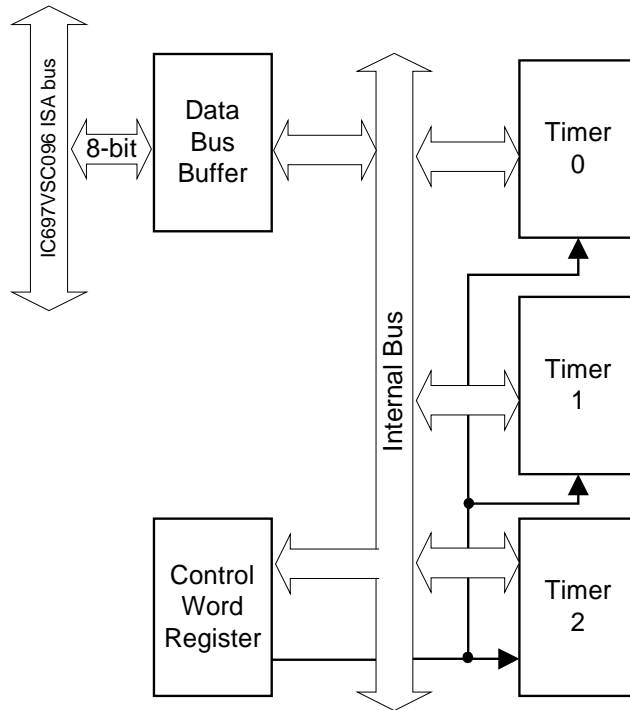 IC697VSC096 ISA bus
8-bit
Data
Bus
Buffer
Internal Bus
Timer
0
Timer
1
Control
Word
Register
Timer
2